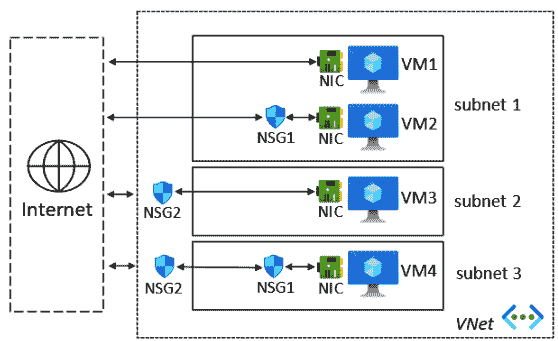 VM1
NIC
subnet 1
VM2
NSG1
NIC
Internet
VM3
NSG2
NIC
subnet 2
VM4
NSG2
NSG1
NIC
subnet 3
VNet